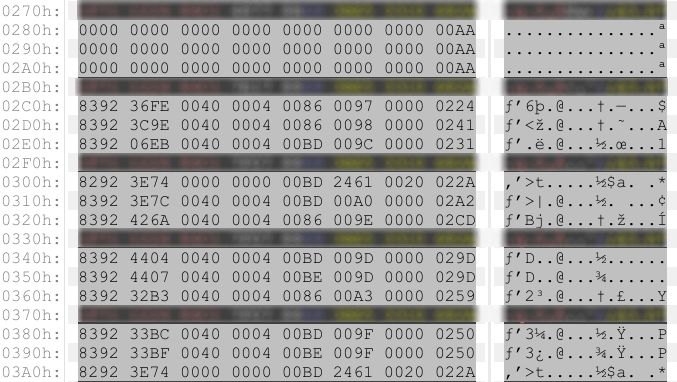 0270h:
0280h: 0000 0000 0000 0000 0000 0000 0000 00AA ...............ª
0290h: 0000 0000 0000 0000 0000 0000 0000 00AA ...............ª
02A0h: 0000 0000 0000 0000 0000 0000 0000 00AA ...............ª
02B0h:
02C0h: 8392 36FE 0040 0004 0086 0097 0000 0224 ƒ’6þ.@...†.—...$
02D0h: 8392 3C9E 0040 0004 0086 0098 0000 0241 ƒ’<ž.@...†.˜...A
02E0h: 8392 06EB 0040 0004 00BD 009C 0000 0231 ƒ’.ë.@...½.œ...1
02F0h:
0300h: 8292 3E74 0000 0000 00BD 2461 0020 022A ‚’>t.....½$a. .*
0310h: 8392 3E7C 0040 0004 00BD 00A0 0000 02A2 ƒ’>|.@...½. ...¢
0320h: 8392 426A 0040 0004 0086 009E 0000 02CD ƒ’Bj.@...†.ž...Í
0330h:
0340h: 8392 4404 0040 0004 00BD 009D 0000 029D ƒ’D..@...½......
0350h: 8392 4407 0040 0004 00BE 009D 0000 029D ƒ’D..@...¾......
0360h: 8392 32B3 0040 0004 0086 00A3 0000 0259 ƒ’2³.@...†.£...Y
0370h:
0380h: 8392 33BC 0040 0004 00BD 009F 0000 0250 ƒ’3¼.@...½.Ÿ...P
0390h: 8392 33BF 0040 0004 00BE 009F 0000 0250 ƒ’3¿.@...¾.Ÿ...P
03A0h: 8292 3E74 0000 0000 00BD 2461 0020 022A ‚’>t.....½$a. .*